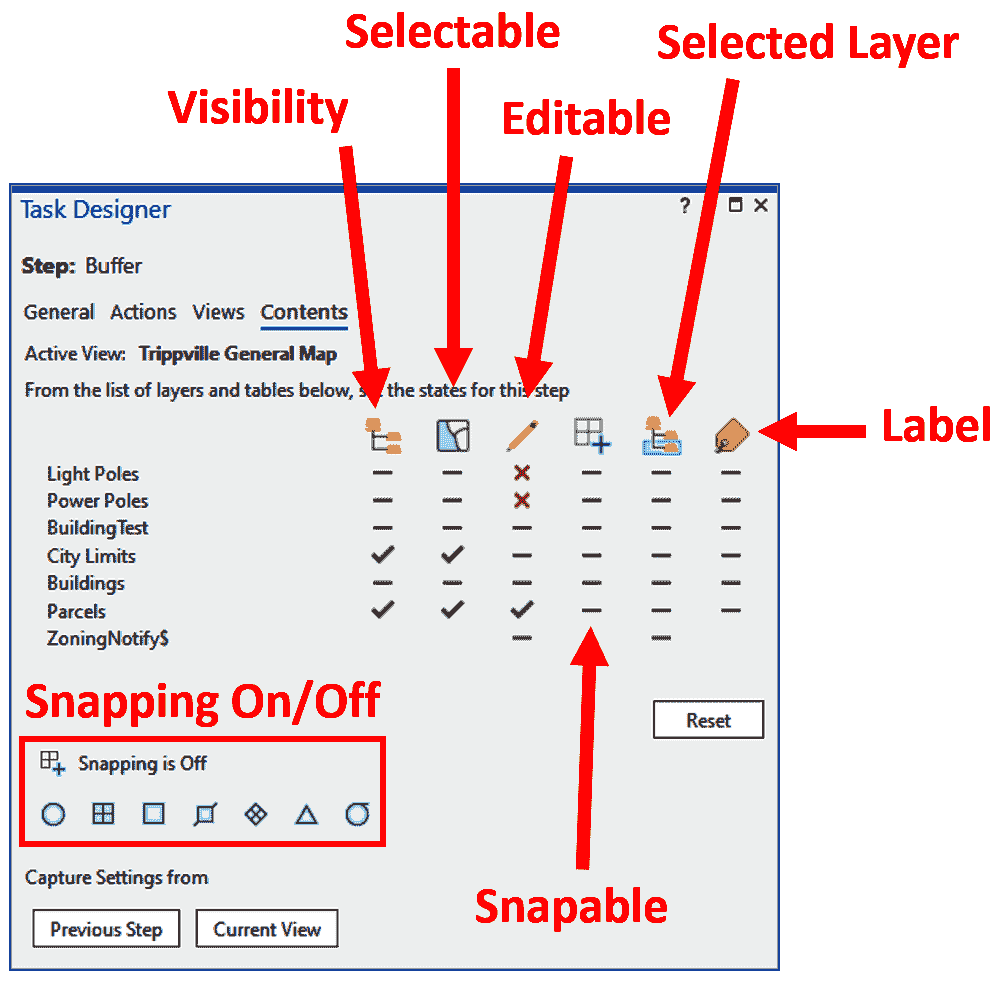 Selectable
Selected Layer
Visibility
Editable
Task Designer ?
Step: Buffer
General Actions Views Contents
Active View: Trippville General Map
From the list of layers and tables below, the states for this step
Label
Light Poles
Power Poles
BuildingTest
City Limits
Buildings
Parcels
ZoningNotify$
Snapping On/Off
Reset
Snapping is Off
Capture Settings from
Snapable
Previous Step Current View